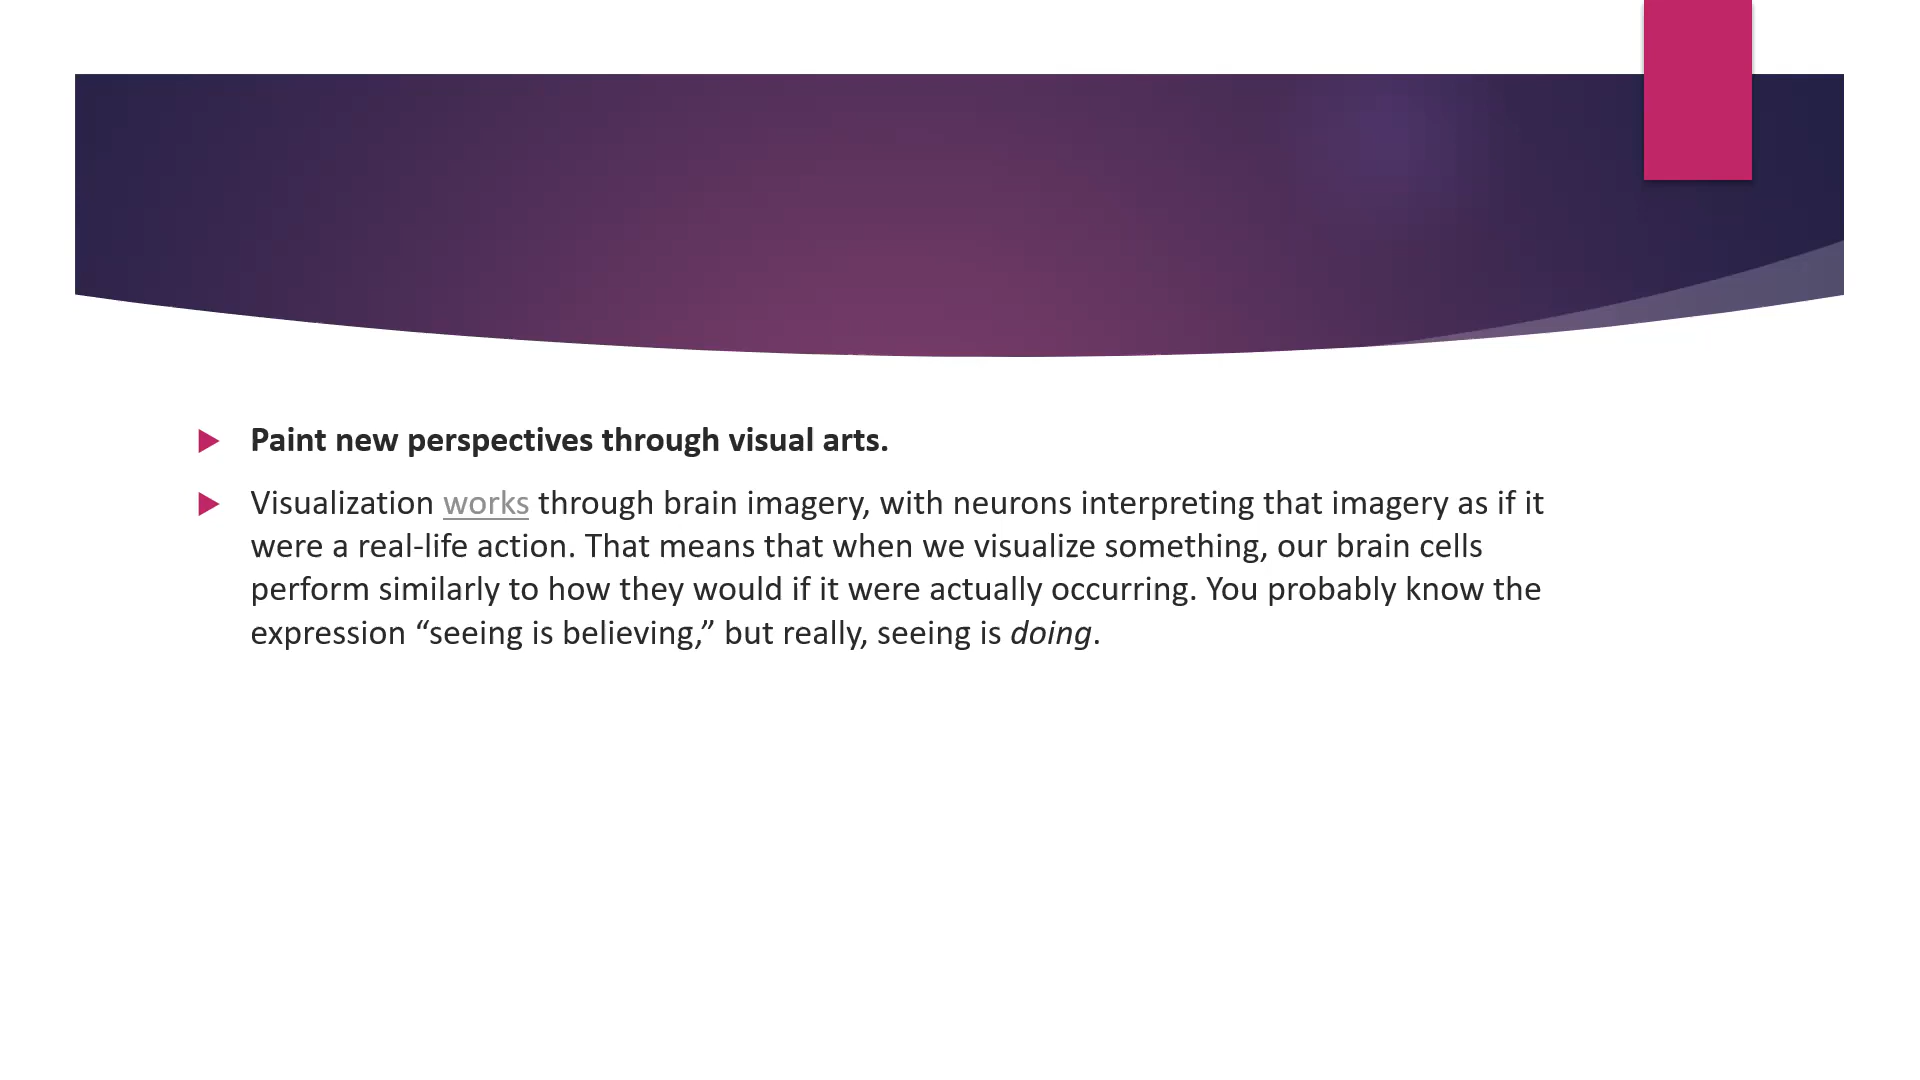 Paint new perspectives through visual arts.
Visualization works through brain imagery, with neurons interpreting that imagery as if it
were a real-life action. That means that when we visualize something, our brain cells
perform similarly to how they would if it were actually occurring. You probably know the
expression “seeing is believing,” but really, seeing is doing.